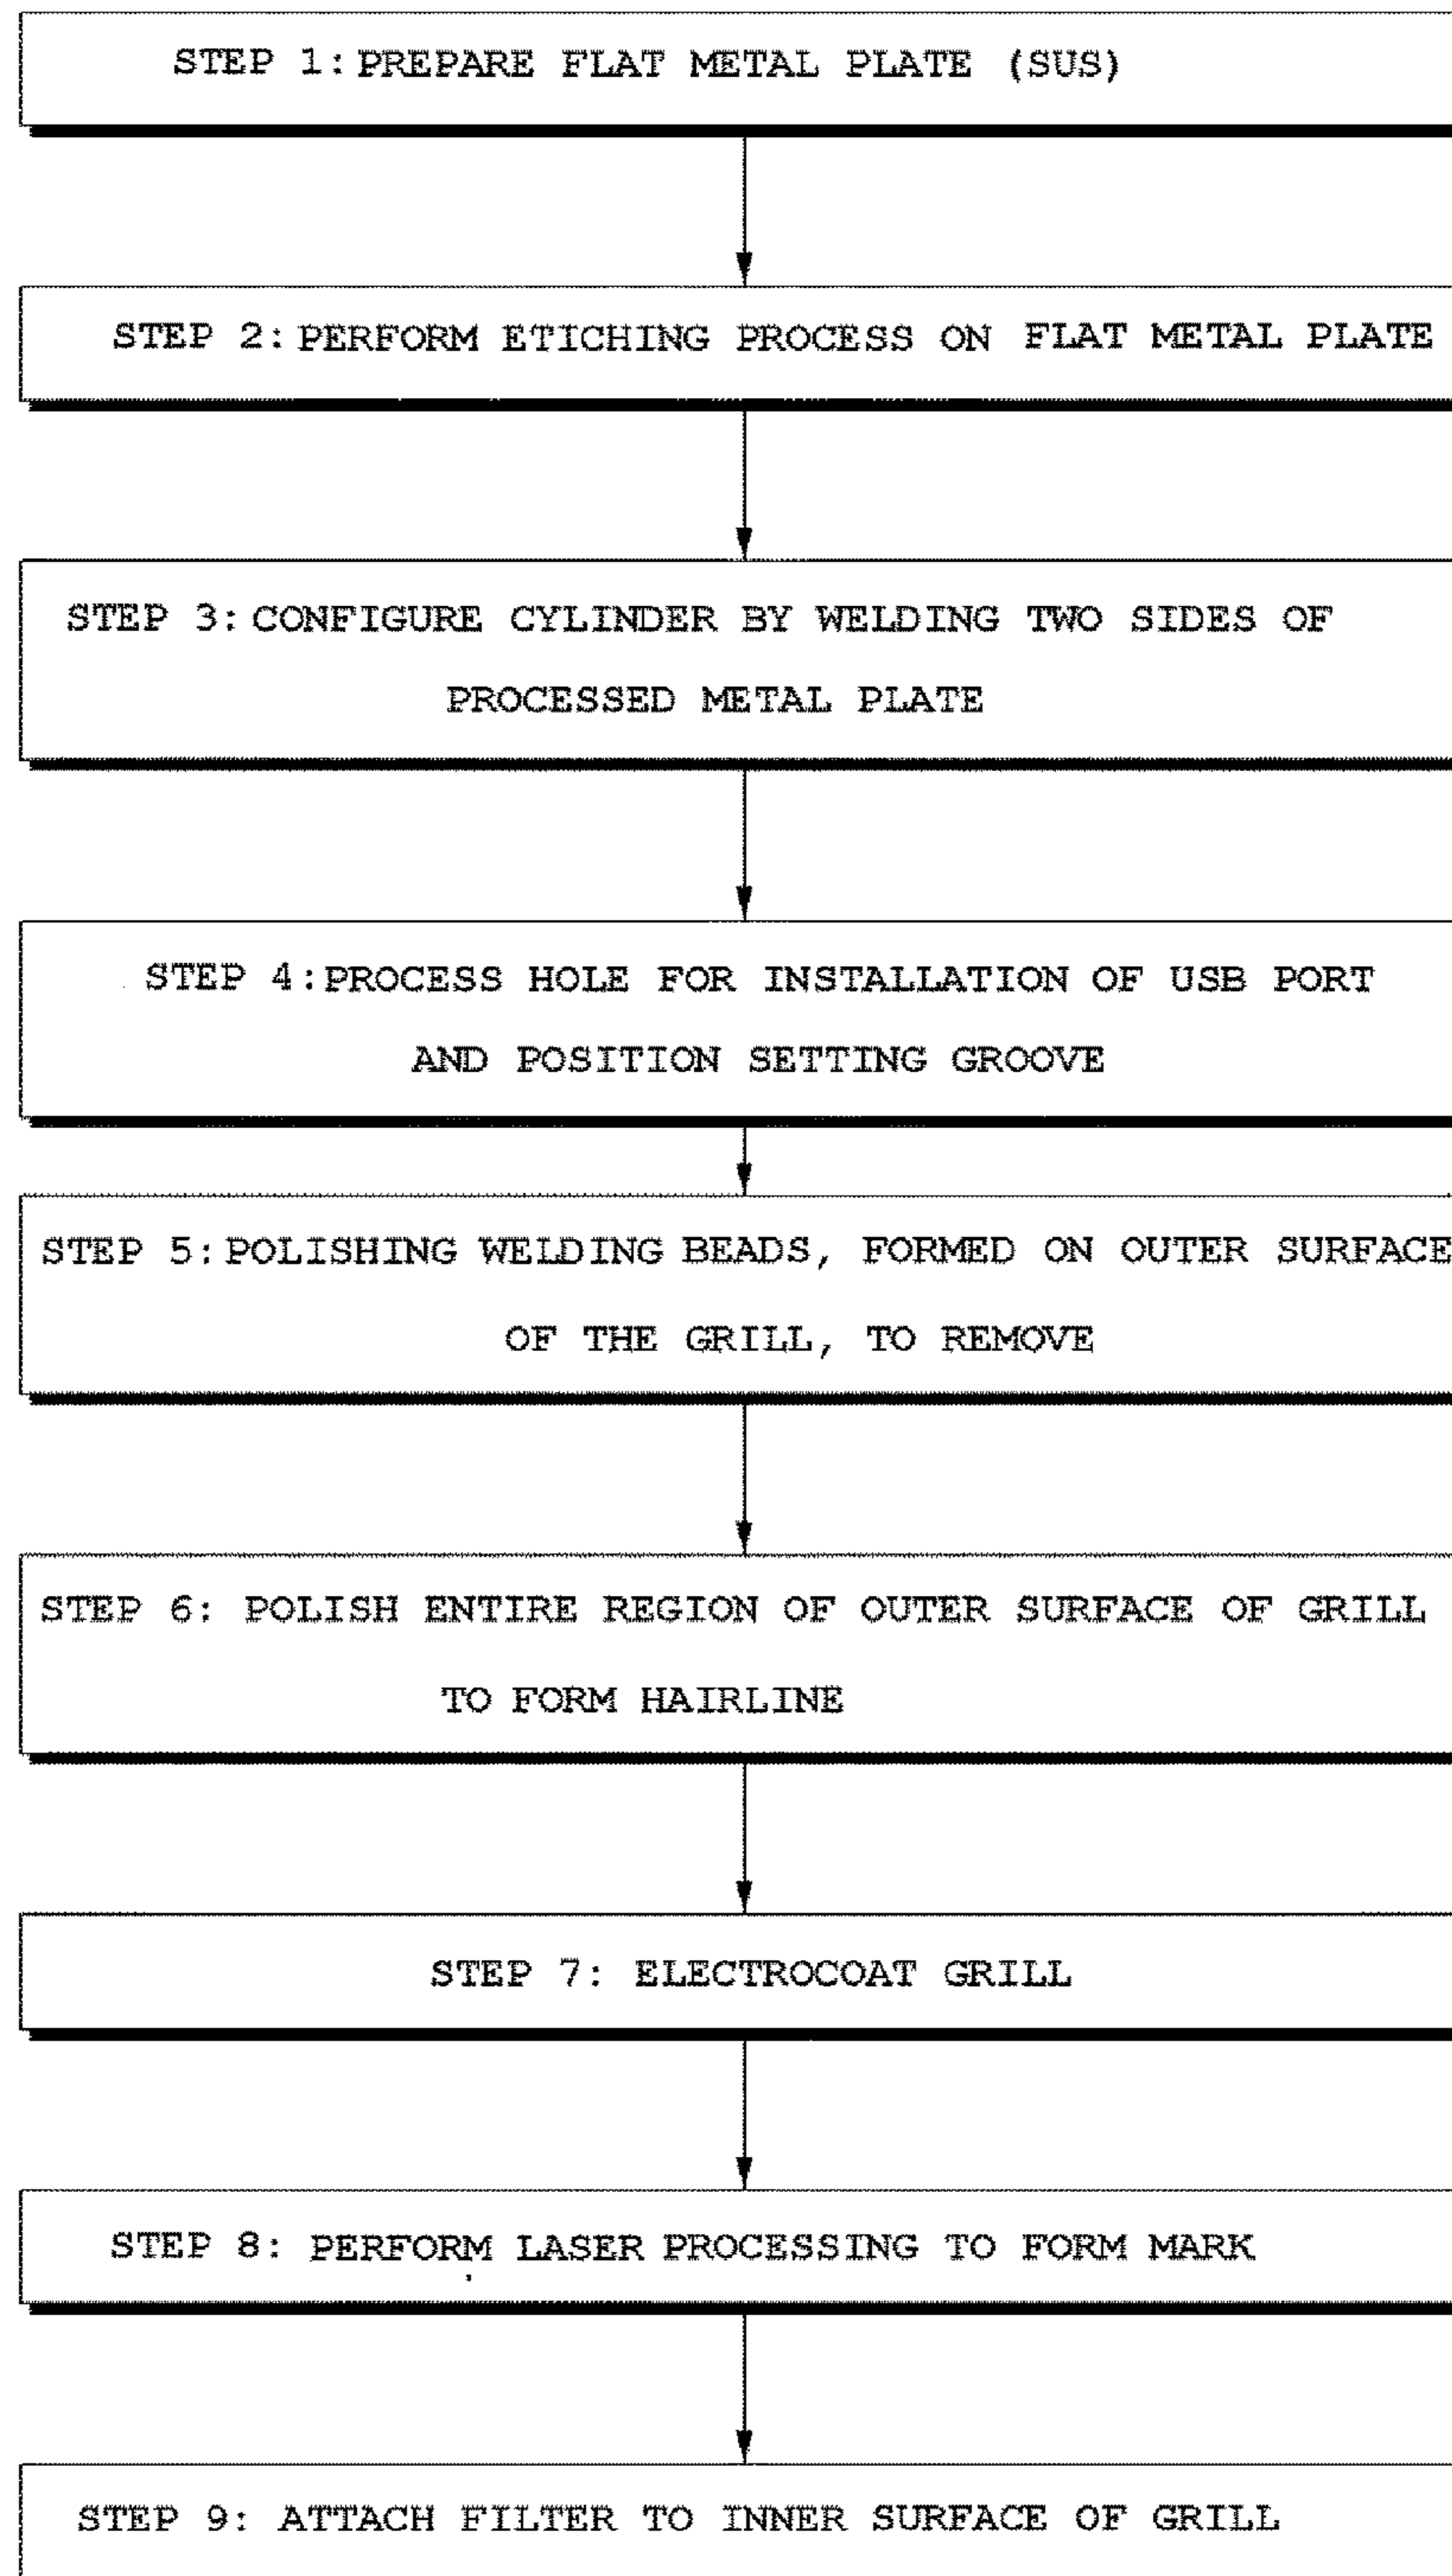 STEP 1: PREPARE FLAT METAL PLATE (SUS)
STEP 2: PERFORM ETICHING PROCESS ON FLAT METAL PLATE
STEP 3: CONFIGURE CYLINDER BY WELDING TWO SIDES OF
PROCESSED METAL PLATE
STEP 4: PROCESS HOLE FOR INSTALLATION OF USB PORT
AND POSITION SETTING GROOVE
STEP 5: POLISHING WELDING BEADS, FORMED ON OUTER SURFACE
OF THE GRILL, TO REMOVE
STEP 6: POLISH ENTIRE REGION OF OUTER SURFACE OF GRILL
TO FORM HAIRLINE
STEP 7: ELECTROCOAT GRILL
STEP 8: PERFORM LASER PROCESSING TO FORM MARK
STEP 9: ATTACH FILTER TO INNER SURFACE OF GRILL